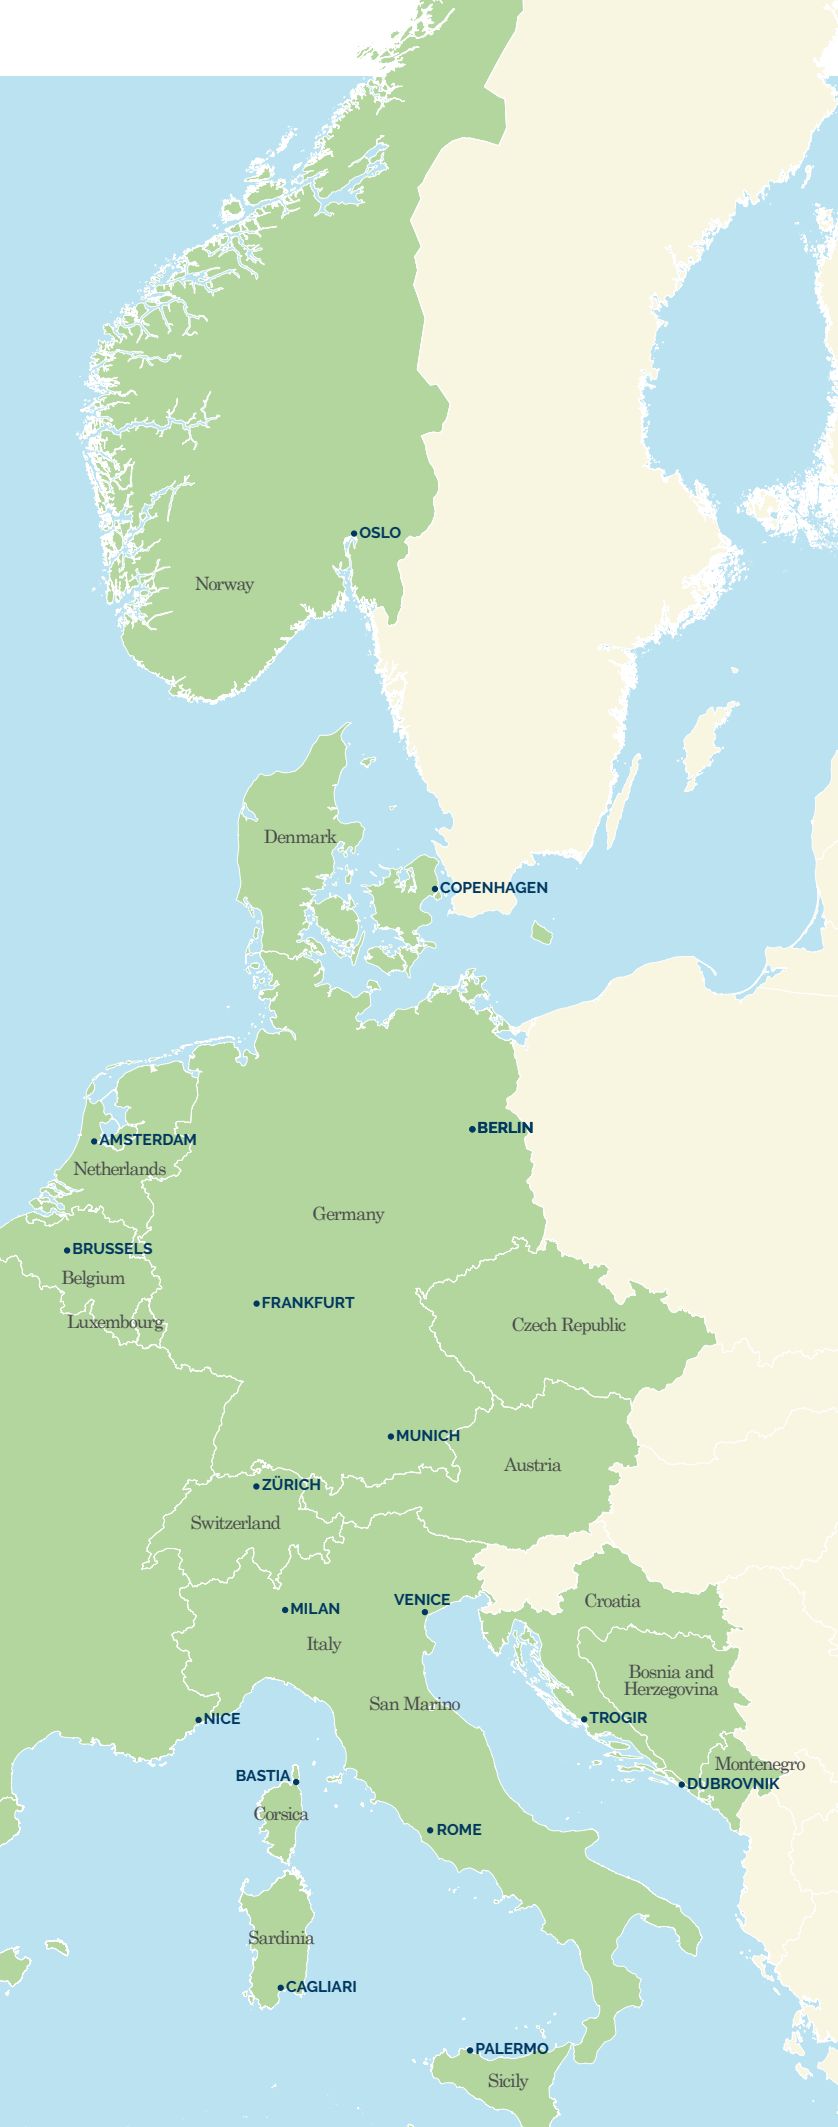 OSLO
Norway
Denmark
COPENHAGEN
BERLIN
AMSTERDAM
Netherlands
Germany
BRUSSELS
Belgium
FRANKFURT
Luxembourg
Czech Republic
MUNICH
Austria
ZÜRICH
Switzerland
VENICE
Croatia
MILAN
Italy
Bosnia and
Herzegovina
San Marino
NICE
TROGIR
Montenegro
BASTIA
DUBROVNIK
Corsica
ROME
Sardinia
CAGLIARI
PALERMO
Sicily